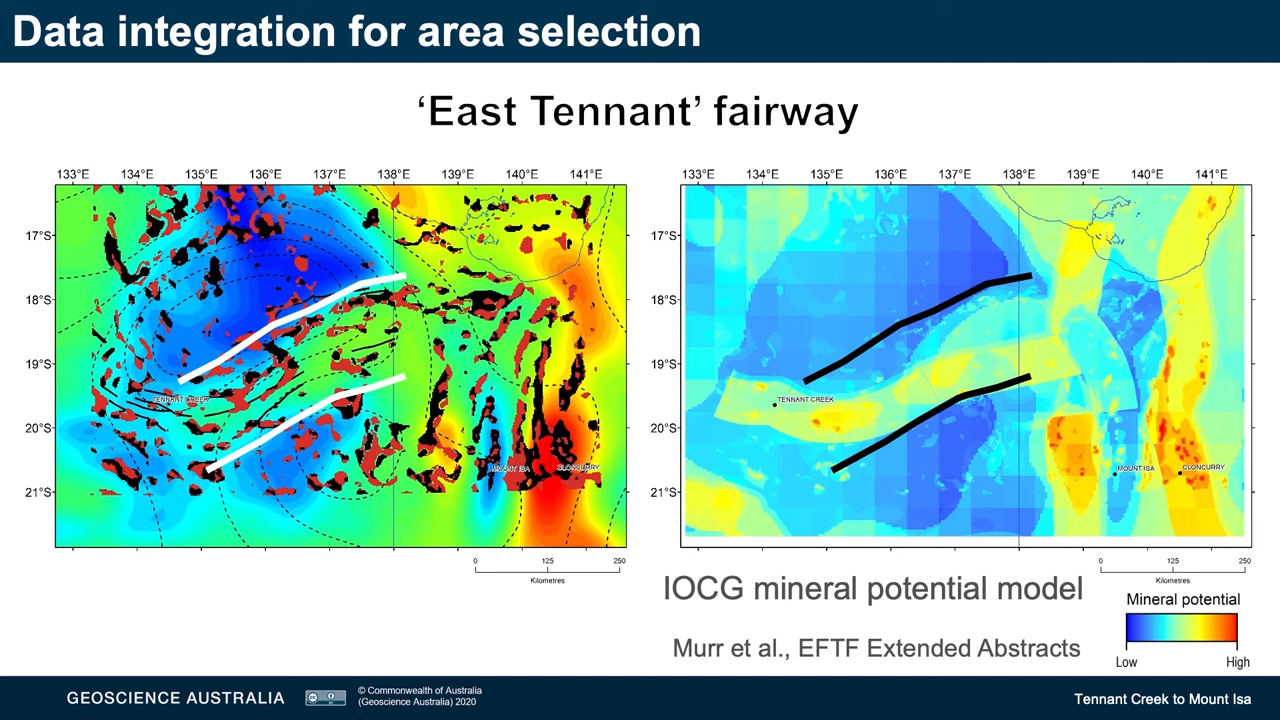 Data integration for area selection
‘East Tennant’ fairway
133°E 134°E 135°E 136°E 137°E 138°E 139°E 140°E 141°E
17°S
18°S
19°S
20°S
21°S
TENNANT CREEK
MOUNT ISA
CLONCURRY
0 125 250
Kilometres
133°E 134°E 135°E 136°E 137°E 138°E 139°E 140°E 141°E
17°S
18°S
19°S
20°S
21°S
TENNANT CREEK
MOUNT ISA
CLONCURRY
0 125 250
Kilometres
IOCG mineral potential model
Murr et al., EFTF Extended Abstracts
Mineral potential
Low High
GEOSCIENCE AUSTRALIA
cc BY
© Commonwealth of Australia
(Geoscience Australia) 2020
Tennant Creek to Mount Isa